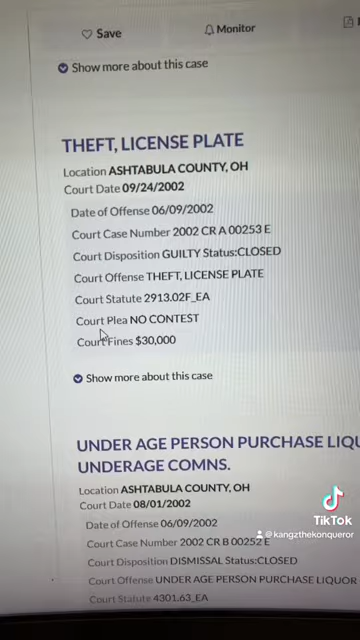 Save
Monitor
Show more about this case
THEFT, LICENSE PLATE
Location ASHTABULA COUNTY, OH
Court Date 09/24/2002
Date of Offense 06/09/2002
Court Case Number 2002 CR A 00253 E
Court Disposition GUILTY Status:CLOSED
Court Offense THEFT, LICENSE PLATE
Court Statute 2913.02F_EA
Court Plea NO CONTEST
Court Fines $30,000
Show more about this case
UNDER AGE PERSON PURCHASE LIQU
UNDERAGE COMNS.
Location ASHTABULA COUNTY, OH
Court Date 08/01/2002
Date of Offense 06/09/2002
Court Case Number 2002 CR B 00252 E
Court Disposition DISMISSAL Status:CLOSED
Court Offense UNDER AGE PERSON PURCHASE LIQUOR
Court Statute 4301.63_EA
TikTok
@kangzthekonqueror